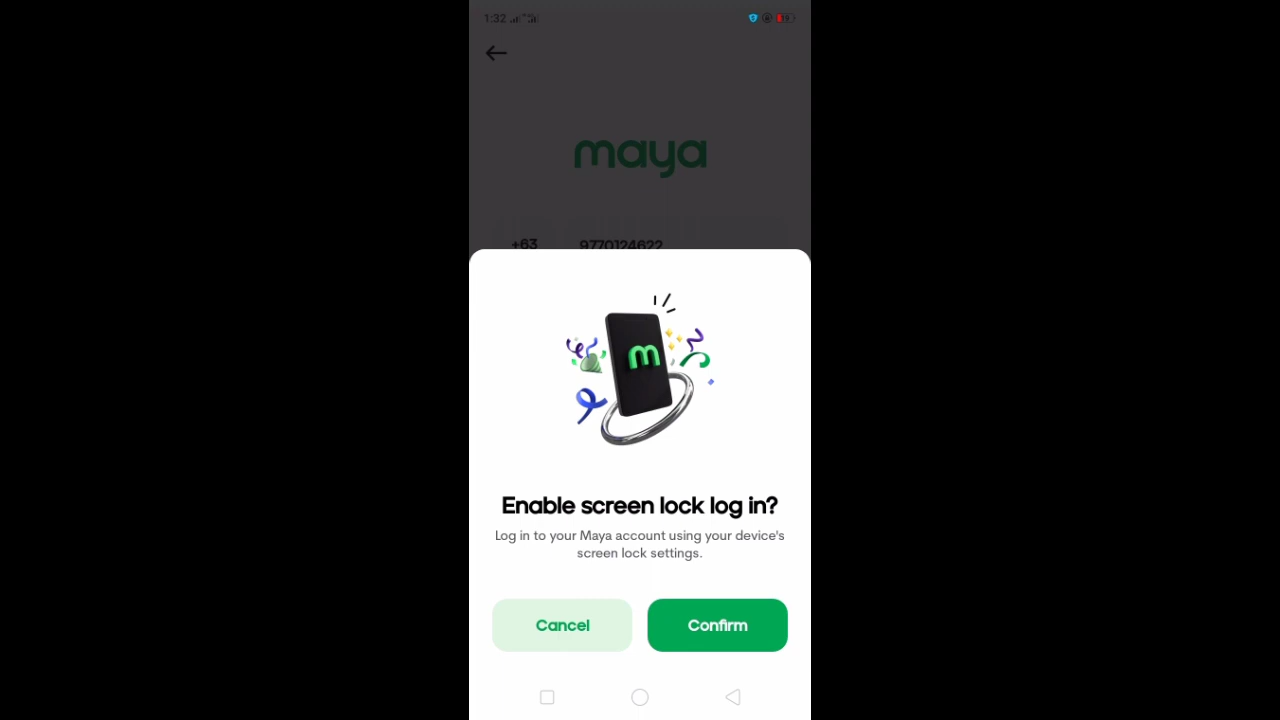 1:32
19
maya
+63 9770124622
m
Enable screen lock log in?
Log in to your Maya account using your device's
screen lock settings.
Cancel Confirm